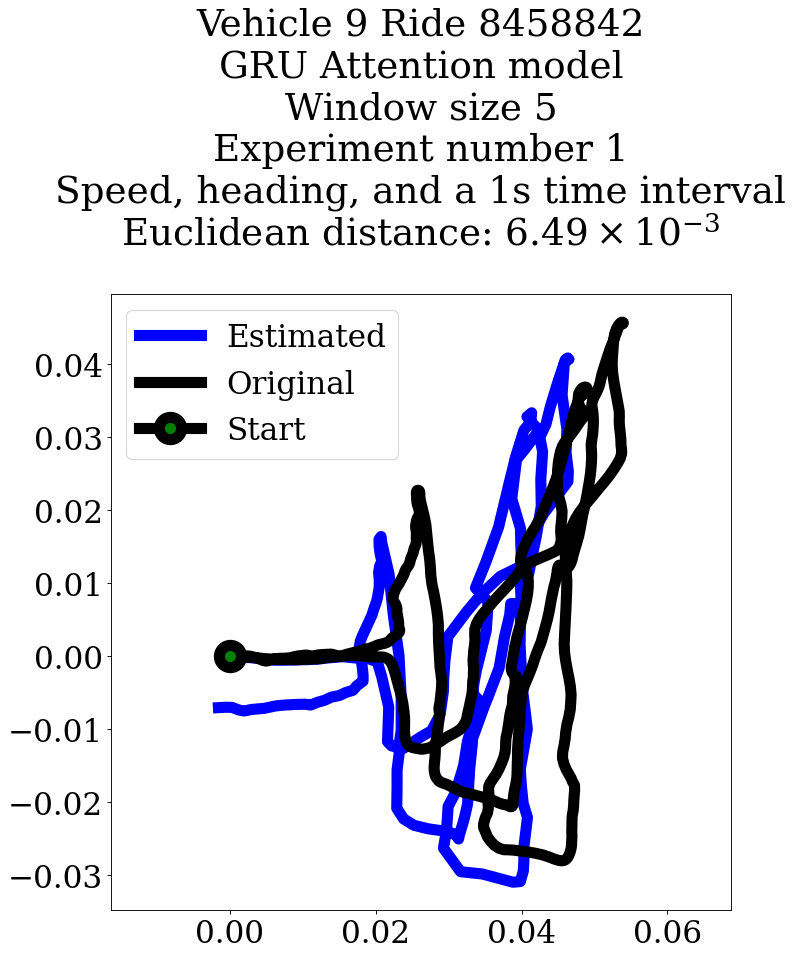 Vehicle 9 Ride 8458842
GRU Attention model
Window size 5
Experiment number 1
Speed, heading, and a 1s time interval
Euclidean distance: 6.49 × 10⁻³
Estimated
Original
Start
0.04
0.03
0.02
0.01
0.00
−0.01
−0.02
−0.03
0.00 0.02 0.04 0.06